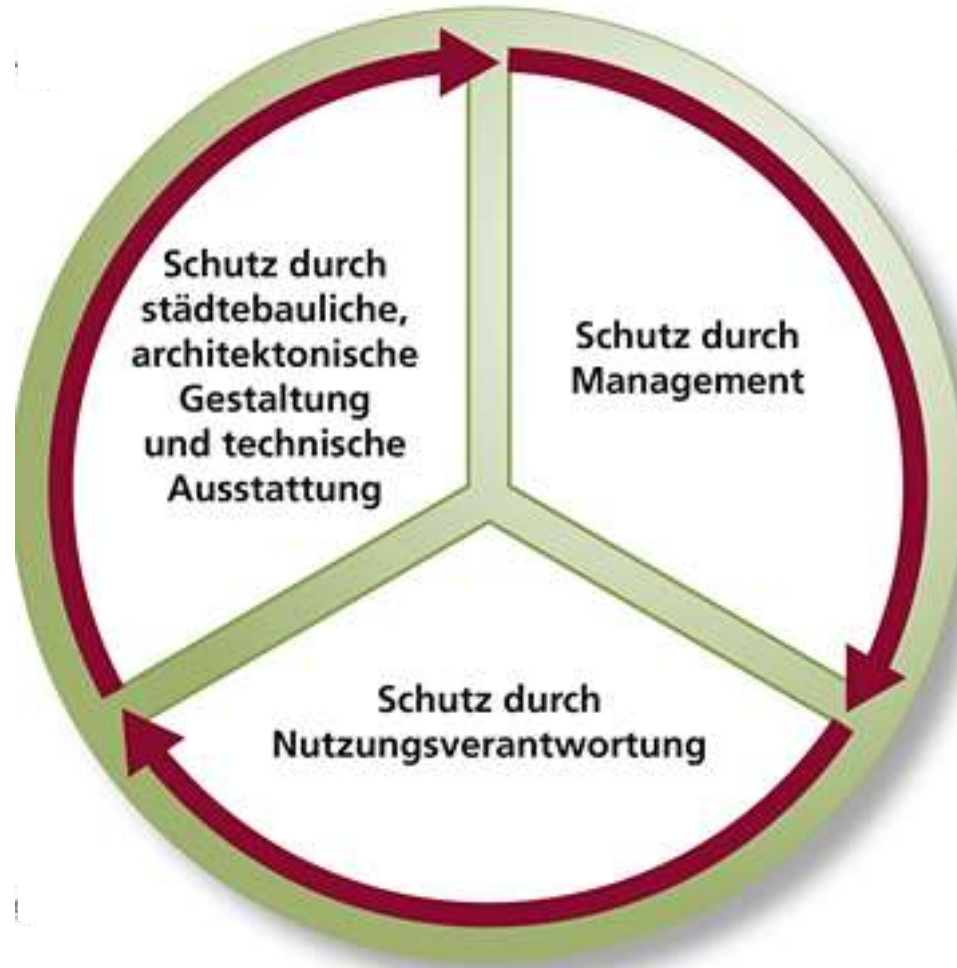 Schutz durch
städtebauliche,
architektonische
Gestaltung
und technische
Ausstattung
Schutz durch
Management
Schutz durch
Nutzungsverantwortung